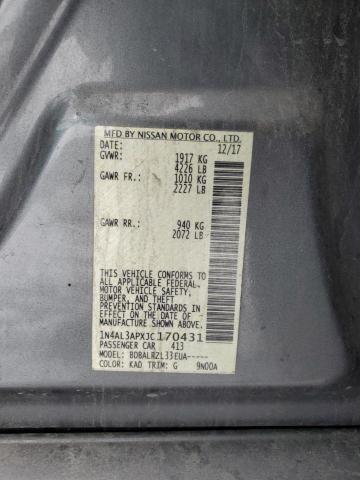 MFD BY NISSAN MOTOR CO., LTD.
DATE: 12/17
GVWR: 1917 KG
4226 LB
GAWR FR.: 1010 KG
2227 LB
GAWR RR.: 940 KG
2072 LB
THIS VEHICLE CONFORMS TO
ALL APPLICABLE FEDERAL
MOTOR VEHICLE SAFETY,
BUMPER, AND THEFT
PREVENTION STANDARDS IN
EFFECT ON THE DATE OF
MANUFACTURE SHOWN ABOVE.
1N4AL3APXJC170431
PASSENGER CAR 413
MODEL: BDBALRZL33EUA-----
COLOR: KAD TRIM: G 9N00A